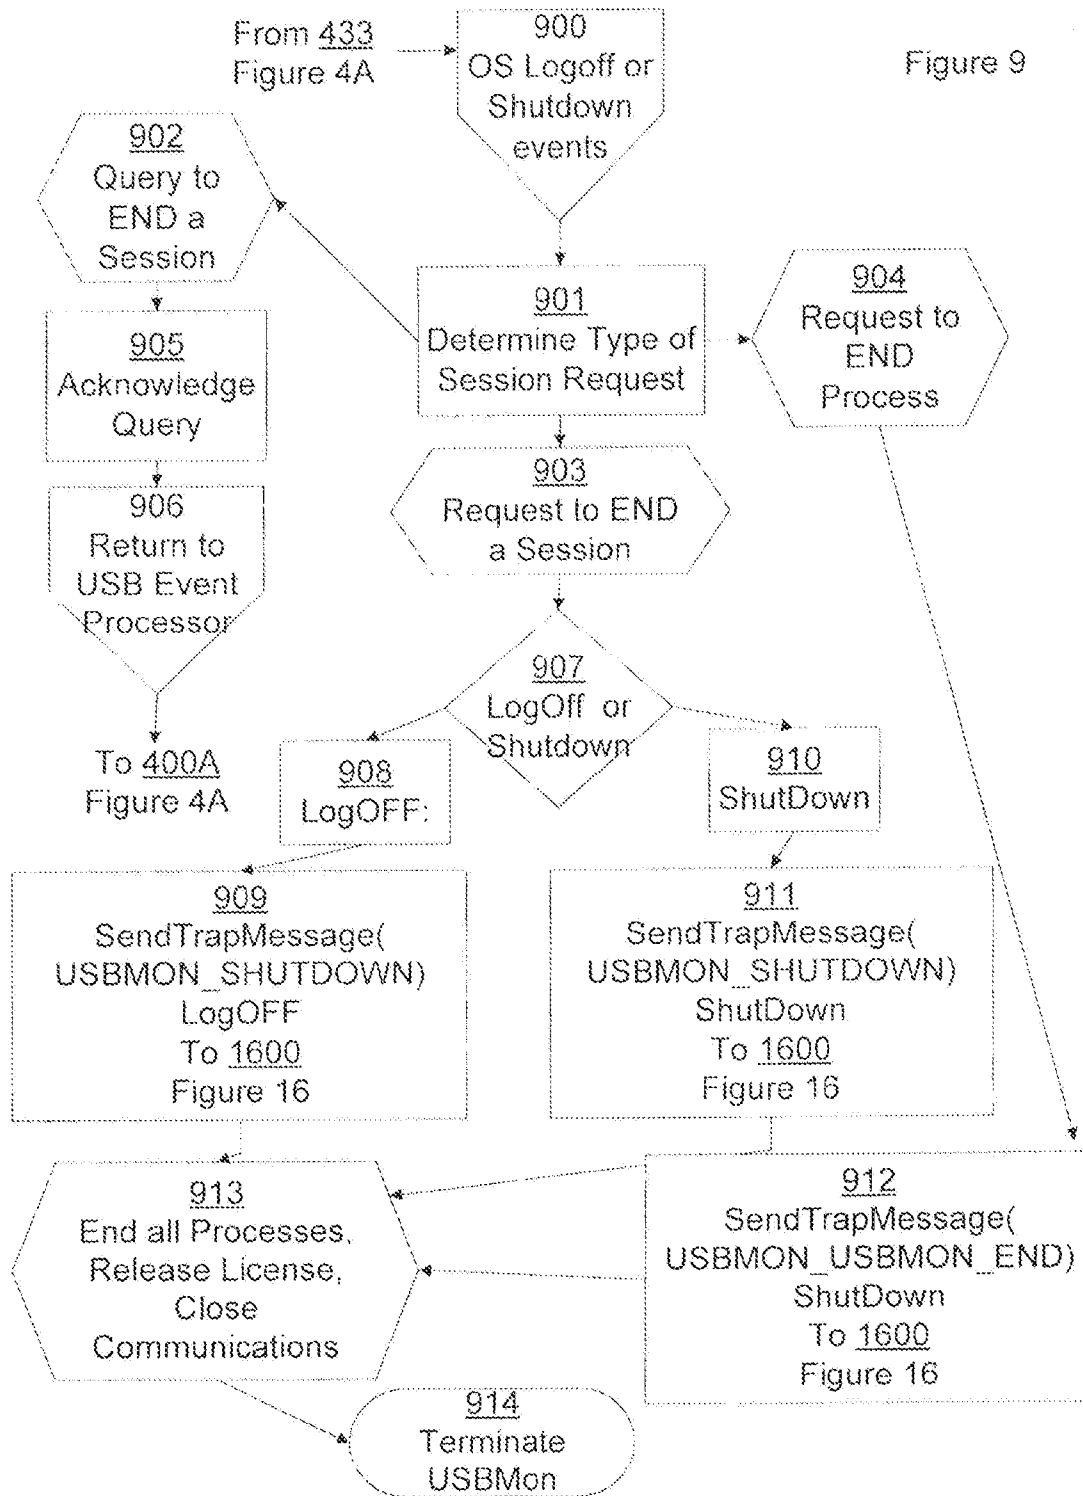 From 433
Figure 4A
900
OS Logoff or
Shutdown
events
Figure 9
902
Query to
END a
Session
901
Determine Type of
Session Request
904
Request to
END
Process
905
Acknowledge
Query
903
Request to END
a Session
906
Return to
USB Event
Processor
907
LogOff or
Shutdown
To 400A
Figure 4A
908
LogOFF:
910
ShutDown
909
SendTrapMessage(
USBMON_SHUTDOWN)
LogOFF
To 1600
Figure 16
911
SendTrapMessage(
USBMON_SHUTDOWN)
ShutDown
To 1600
Figure 16
913
End all Processes,
Release License,
Close
Communications
912
SendTrapMessage(
USBMON_USBMON_END)
ShutDown
To 1600
Figure 16
914
Terminate
USBMon